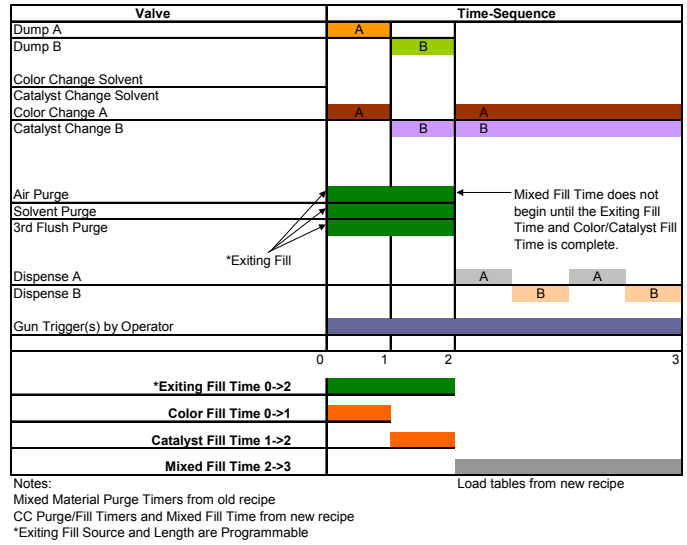 Valve Time-Sequence
Dump A A
Dump B B
Color Change Solvent
Catalyst Change Solvent
Color Change A A A
Catalyst Change B B B
Air Purge Mixed Fill Time does not
Solvent Purge begin until the Exiting Fill
3rd Flush Purge Time and Color/Catalyst Fill
Time is complete.
*Exiting Fill
Dispense A A A
Dispense B B B
Gun Trigger(s) by Operator
0 1 2 3
*Exiting Fill Time 0->2
Color Fill Time 0->1
Catalyst Fill Time 1->2
Mixed Fill Time 2->3
Notes: Load tables from new recipe
Mixed Material Purge Timers from old recipe
CC Purge/Fill Timers and Mixed Fill Time from new recipe
*Exiting Fill Source and Length are Programmable